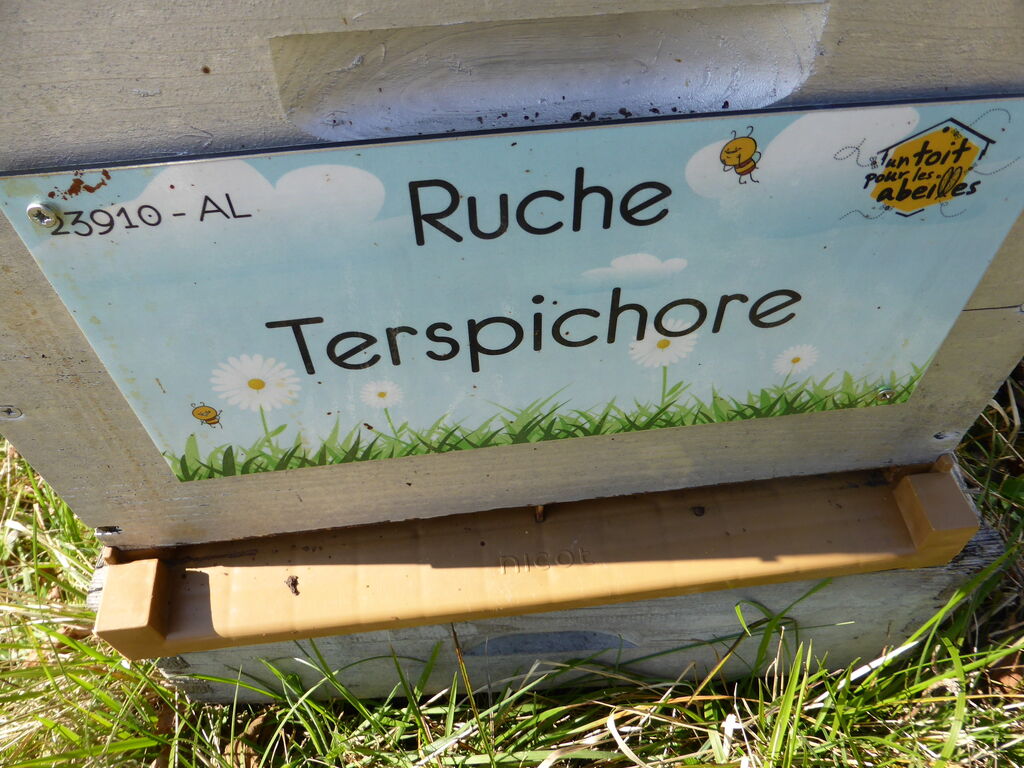 23910 - AL
Ruche
Terspichore
un toit
pour les
abeilles
nicot